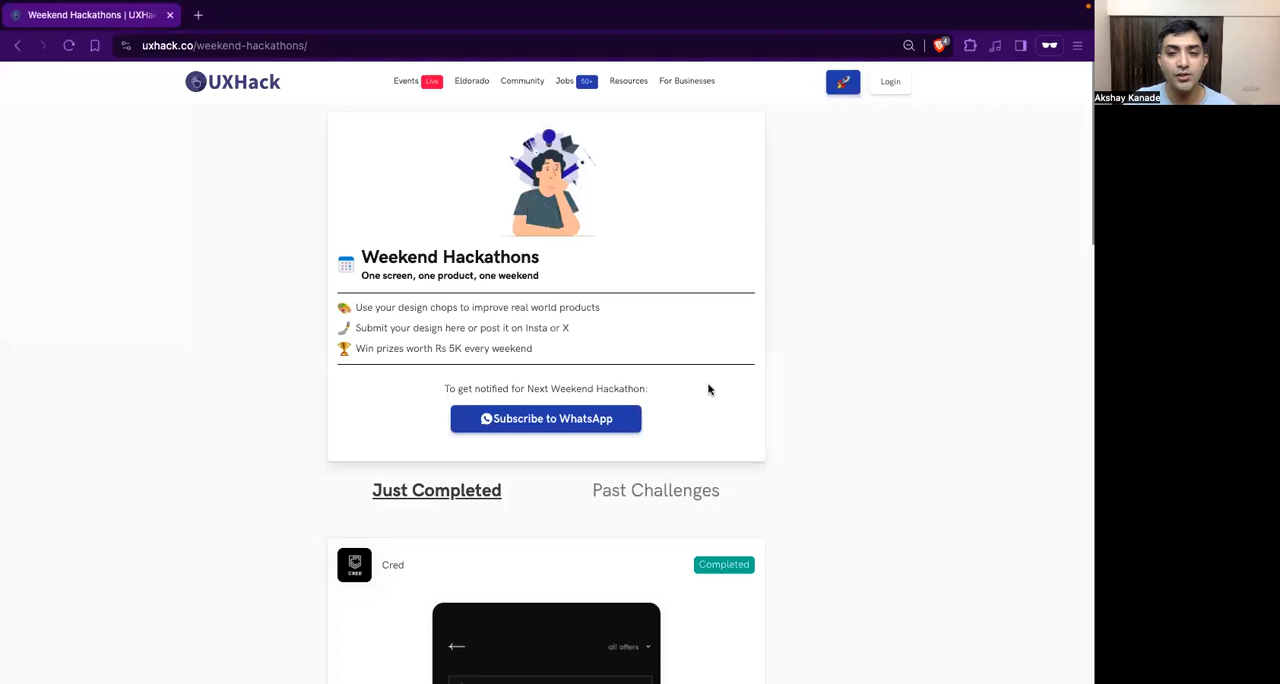 Weekend Hackathons | UXHa
uxhack.co/weekend-hackathons/
4
Akshay Kanade
UXHack
Events Live Eldorado Community Jobs 50+ Resources For Businesses
Login
Weekend Hackathons
One screen, one product, one weekend
Use your design chops to improve real world products
Submit your design here or post it on Insta or X
Win prizes worth Rs 5K every weekend
To get notified for Next Weekend Hackathon:
Subscribe to WhatsApp
Just Completed Past Challenges
CRED
Cred
Completed
all offers